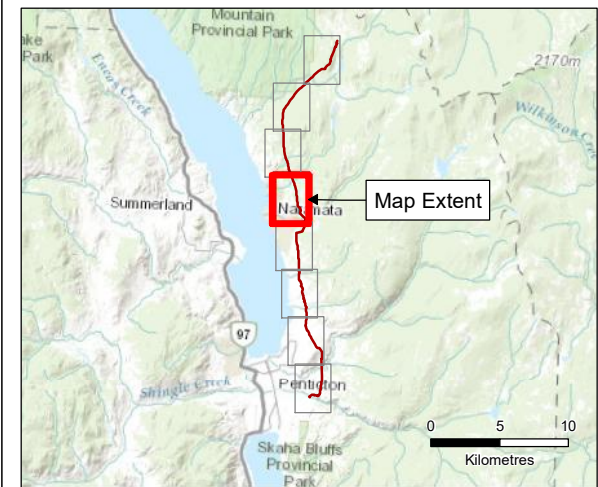 Mountain
Provincial Park
Park
Eneas Creek
2170m
Wilkinson
Summerland
Naramata
Map Extent
97
Shingle Creek
Penticton
0 5 10
Kilometres
Skaha Bluffs
Provincial
Park